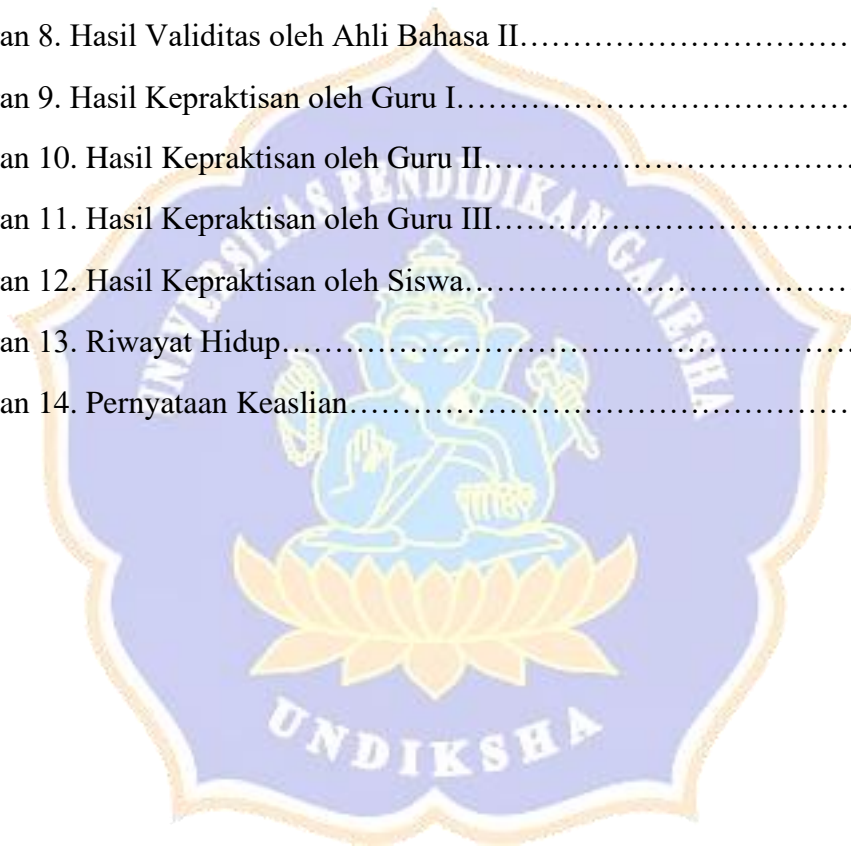 an 8. Hasil Validitas oleh Ahli Bahasa II……………………………
an 9. Hasil Kepraktisan oleh Guru I…………………………………
an 10. Hasil Kepraktisan oleh Guru II………………………………
an 11. Hasil Kepraktisan oleh Guru III………………………………
an 12. Hasil Kepraktisan oleh Siswa…………………………………
an 13. Riwayat Hidup…………………………………………………
an 14. Pernyataan Keaslian……………………………………………
UNIVERSITAS PENDIDIKAN GANESHA
UNDIKSHA